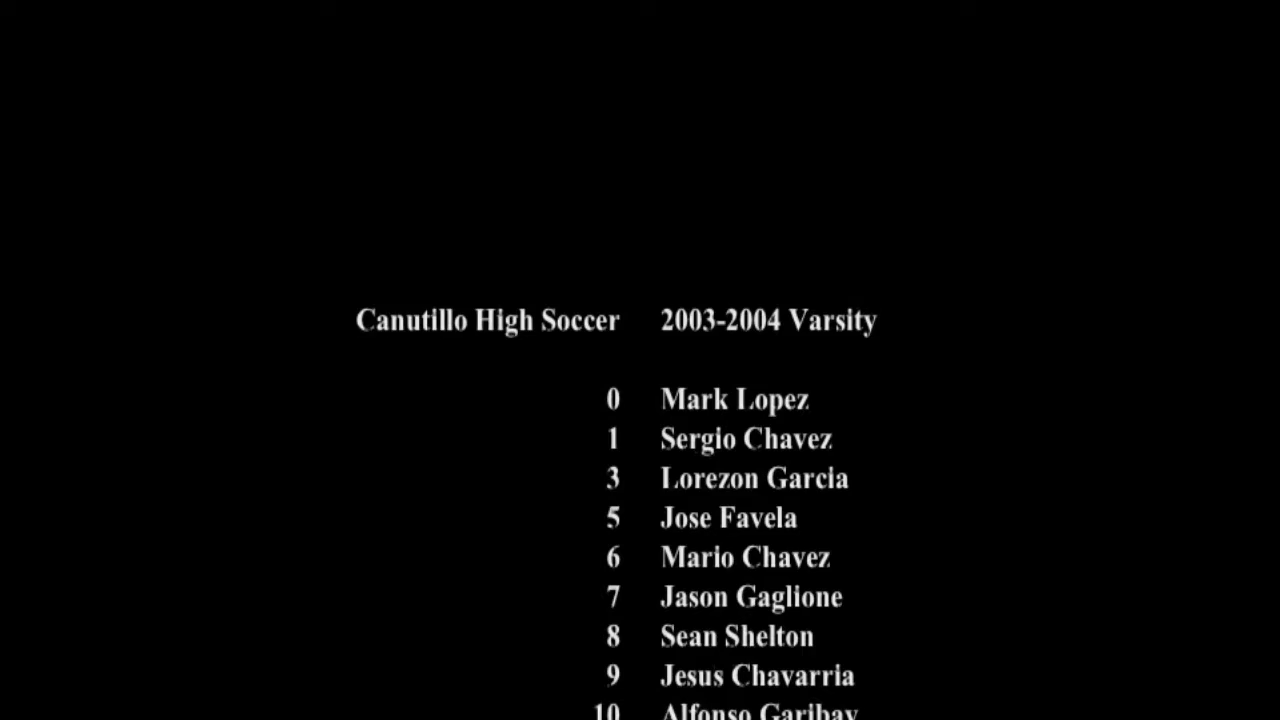 Canutillo High Soccer 2003-2004 Varsity
0 Mark Lopez
1 Sergio Chavez
3 Lorezon Garcia
5 Jose Favela
6 Mario Chavez
7 Jason Gaglione
8 Sean Shelton
9 Jesus Chavarria
10 Alfonso Garibay